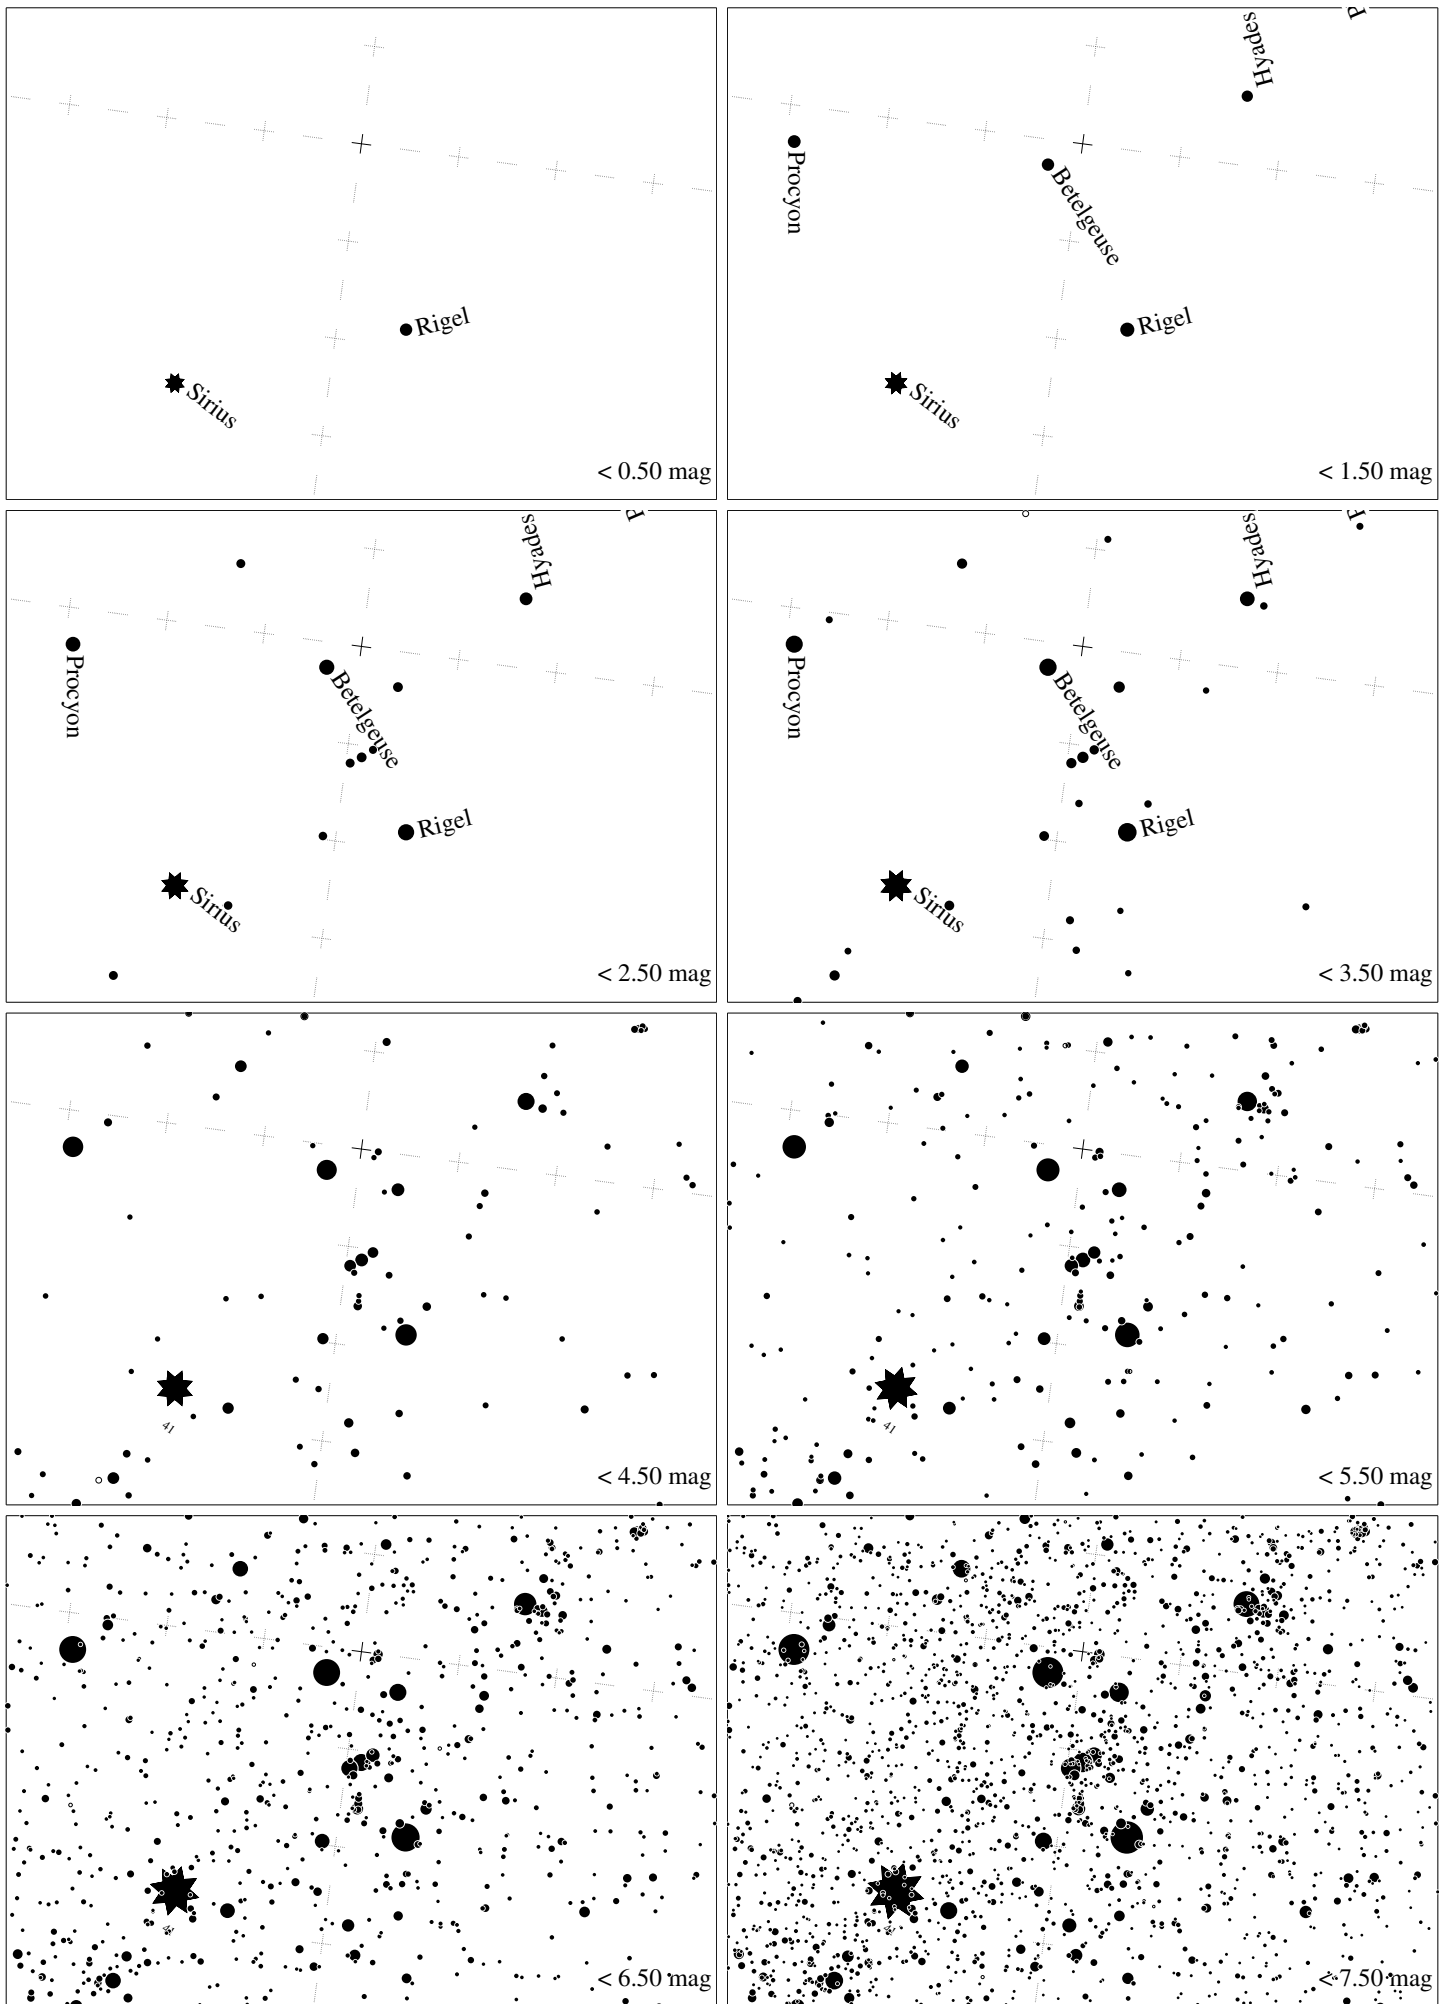 Rigel
Sirius
< 0.50 mag
P
Hyades
Procyon
Betelgeuse
Rigel
Sirius
< 1.50 mag
P
Hyades
Procyon
Betelgeuse
Rigel
Sirius
< 2.50 mag
P
Hyades
Procyon
Betelgeuse
Rigel
Sirius
< 3.50 mag
41
< 4.50 mag
41
< 5.50 mag
41
< 6.50 mag
< 7.50 mag